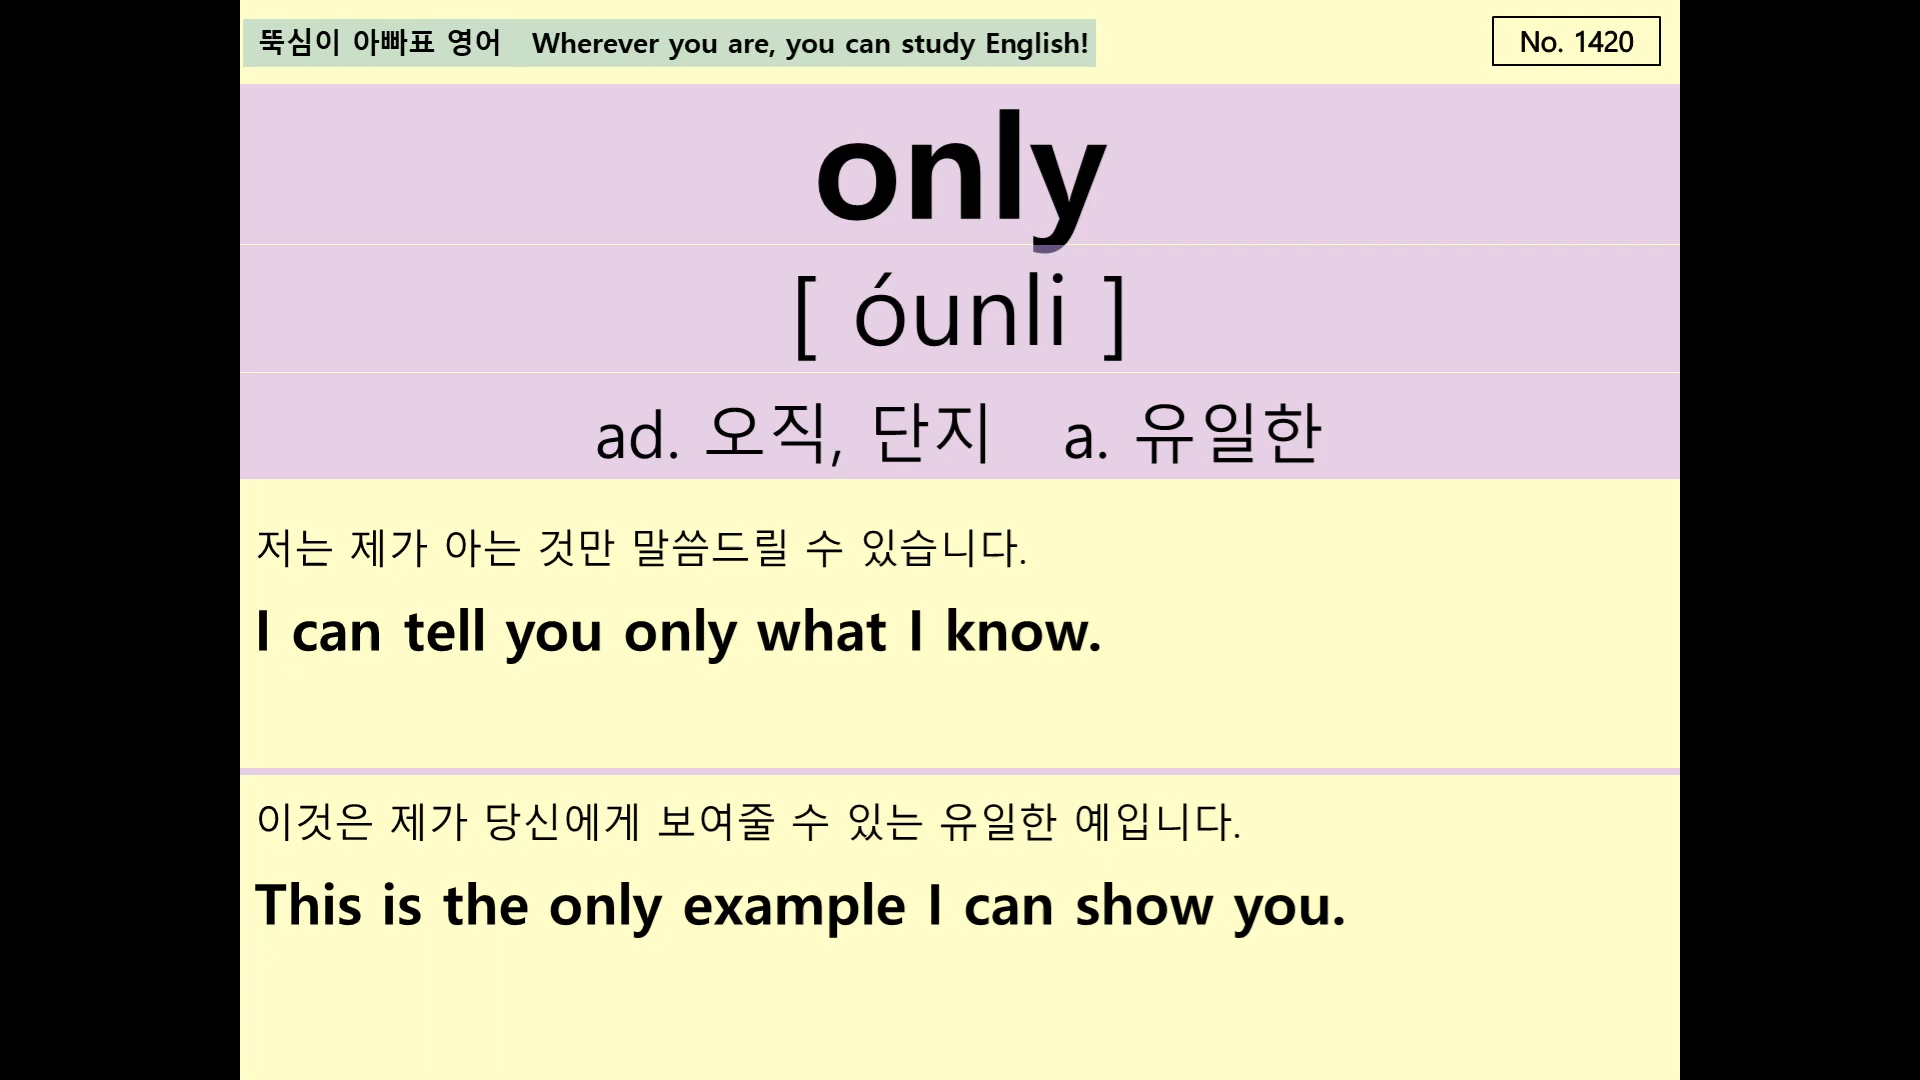 뚝심이 아빠표 영어 Wherever you are, you can study English!
No. 1420
only
[ óunli ]
ad. 오직, 단지 a. 유일한
저는 제가 아는 것만 말씀드릴 수 있습니다.
I can tell you only what I know.
이것은 제가 당신에게 보여줄 수 있는 유일한 예입니다.
This is the only example I can show you.